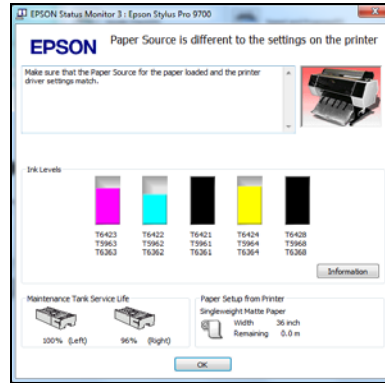 EPSON Status Monitor 3 : Epson Stylus Pro 9700
EPSON
Paper Source is different to the settings on the printer
Make sure that the Paper Source for the paper loaded and the printer
driver settings match.
Ink Levels
T6423 T6422 T6421 T6424 T6428
T5963 T5962 T5961 T5964 T5968
T6363 T6362 T6361 T6364 T6368
Information
Maintenance Tank Service Life
100% (Left) 96% (Right)
Paper Setup from Printer
Singleweight Matte Paper
Width 36 inch
Remaining 0.0 m
OK